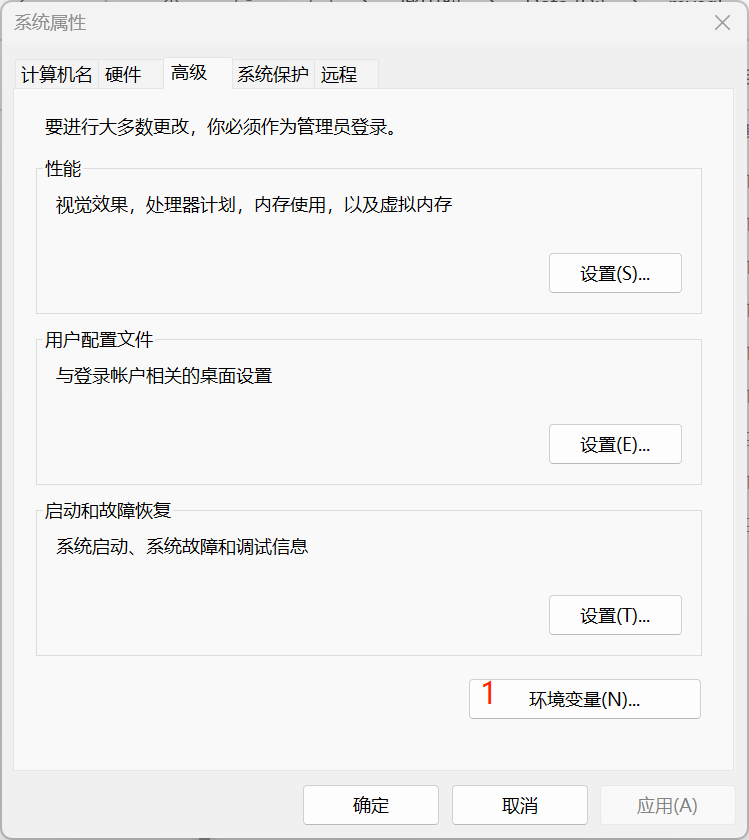 系统属性
计算机名 硬件 高级 系统保护 远程
要进行大多数更改，你必须作为管理员登录。
性能
视觉效果，处理器计划，内存使用，以及虚拟内存
设置(S)...
用户配置文件
与登录帐户相关的桌面设置
设置(E)...
启动和故障恢复
系统启动、系统故障和调试信息
设置(T)...
1 环境变量(N)...
确定 取消 应用(A)